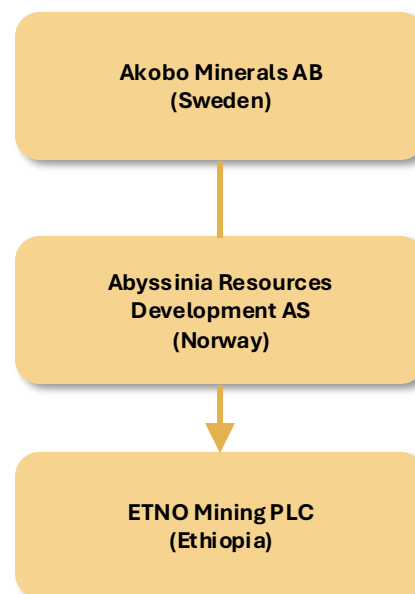 Akobo Minerals AB
(Sweden)
Abyssinia Resources
Development AS
(Norway)
ETNO Mining PLC
(Ethiopia)